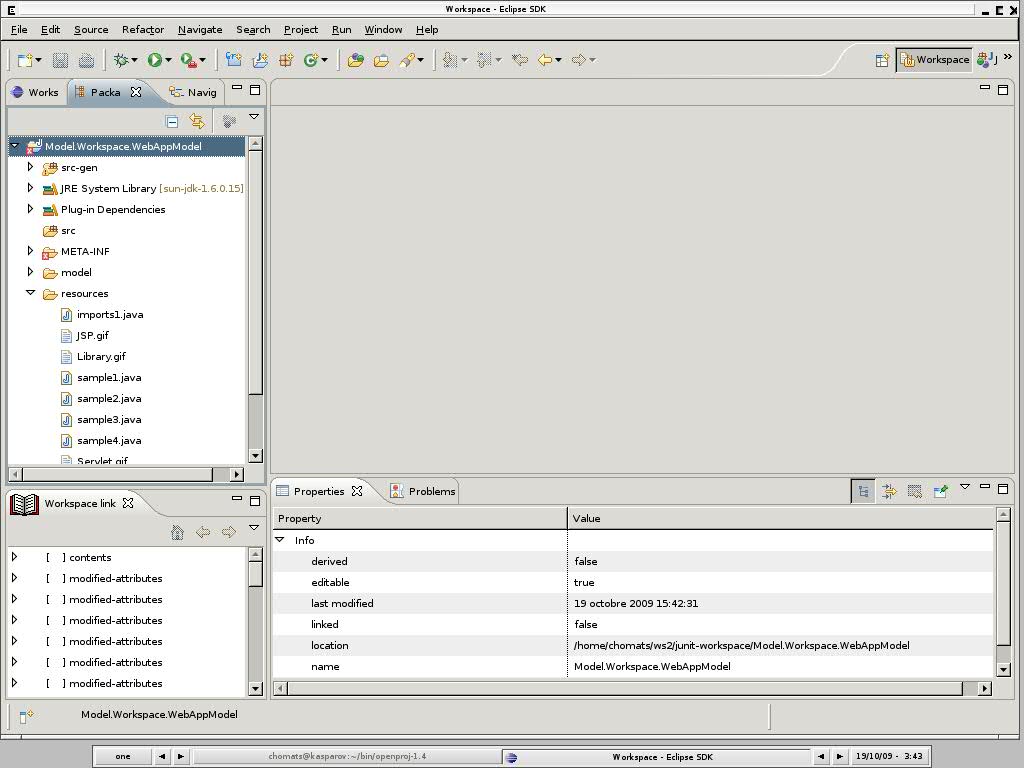 Workspace - Eclipse SDK
File Edit Source Refactor Navigate Search Project Run Window Help
Workspace
Works Packa Navig
Model.Workspace.WebAppModel
src-gen
JRE System Library [sun-jdk-1.6.0.15]
Plug-in Dependencies
src
META-INF
model
resources
imports1.java
JSP.gif
Library.gif
sample1.java
sample2.java
sample3.java
sample4.java
Servlet.gif
Workspace link
[ ] contents
[ ] modified-attributes
[ ] modified-attributes
[ ] modified-attributes
[ ] modified-attributes
[ ] modified-attributes
[ ] modified-attributes
Properties Problems
Property Value
Info
derived false
editable true
last modified 19 octobre 2009 15:42:31
linked false
location /home/chomats/ws2/junit-workspace/Model.Workspace.WebAppModel
name Model.Workspace.WebAppModel
Model.Workspace.WebAppModel
one chomats@kasparov:~/bin/openproj-1.4 Workspace - Eclipse SDK 19/10/09 - 3:43